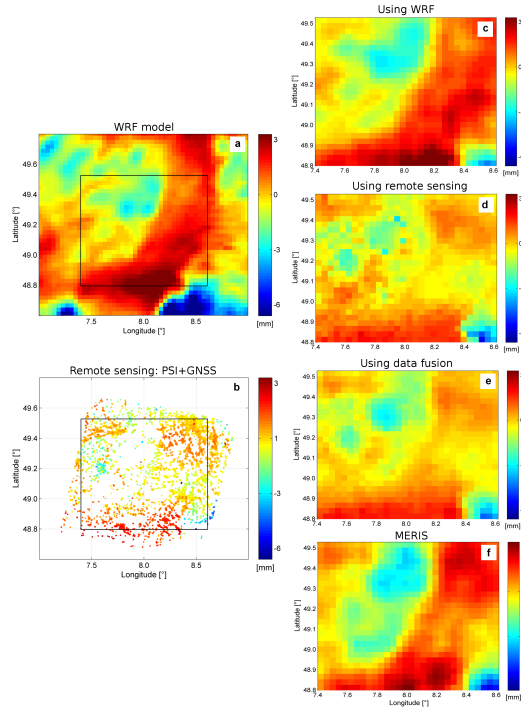 WRF model
a
49.6
49.4
49.2
49.0
48.8
Latitude [°]
7.5
8.0
8.5
Longitude [°]
3
0
-3
-6
[mm]
Remote sensing: PSI+GNSS
b
49.6
49.4
49.2
49.0
48.8
Latitude [°]
7.5
8.0
8.5
Longitude [°]
3
1
-1
-3
-6
[mm]
Using WRF
c
49.5
49.4
49.3
49.2
49.1
49.0
48.9
48.8
Latitude [°]
7.4
7.6
7.8
8.0
8.2
8.4
8.6
Longitude [°]
[mm]
Using remote sensing
d
49.5
49.4
49.3
49.2
49.1
49.0
48.9
48.8
Latitude [°]
7.4
7.6
7.8
8.0
8.2
8.4
8.6
Longitude [°]
[mm]
Using data fusion
e
49.5
49.4
49.3
49.2
49.1
49.0
48.9
48.8
Latitude [°]
7.4
7.6
7.8
8.0
8.2
8.4
8.6
Longitude [°]
[mm]
MERIS
f
49.5
49.4
49.3
49.2
49.1
49.0
48.9
48.8
Latitude [°]
7.4
7.6
7.8
8.0
8.2
8.4
8.6
Longitude [°]
[mm]